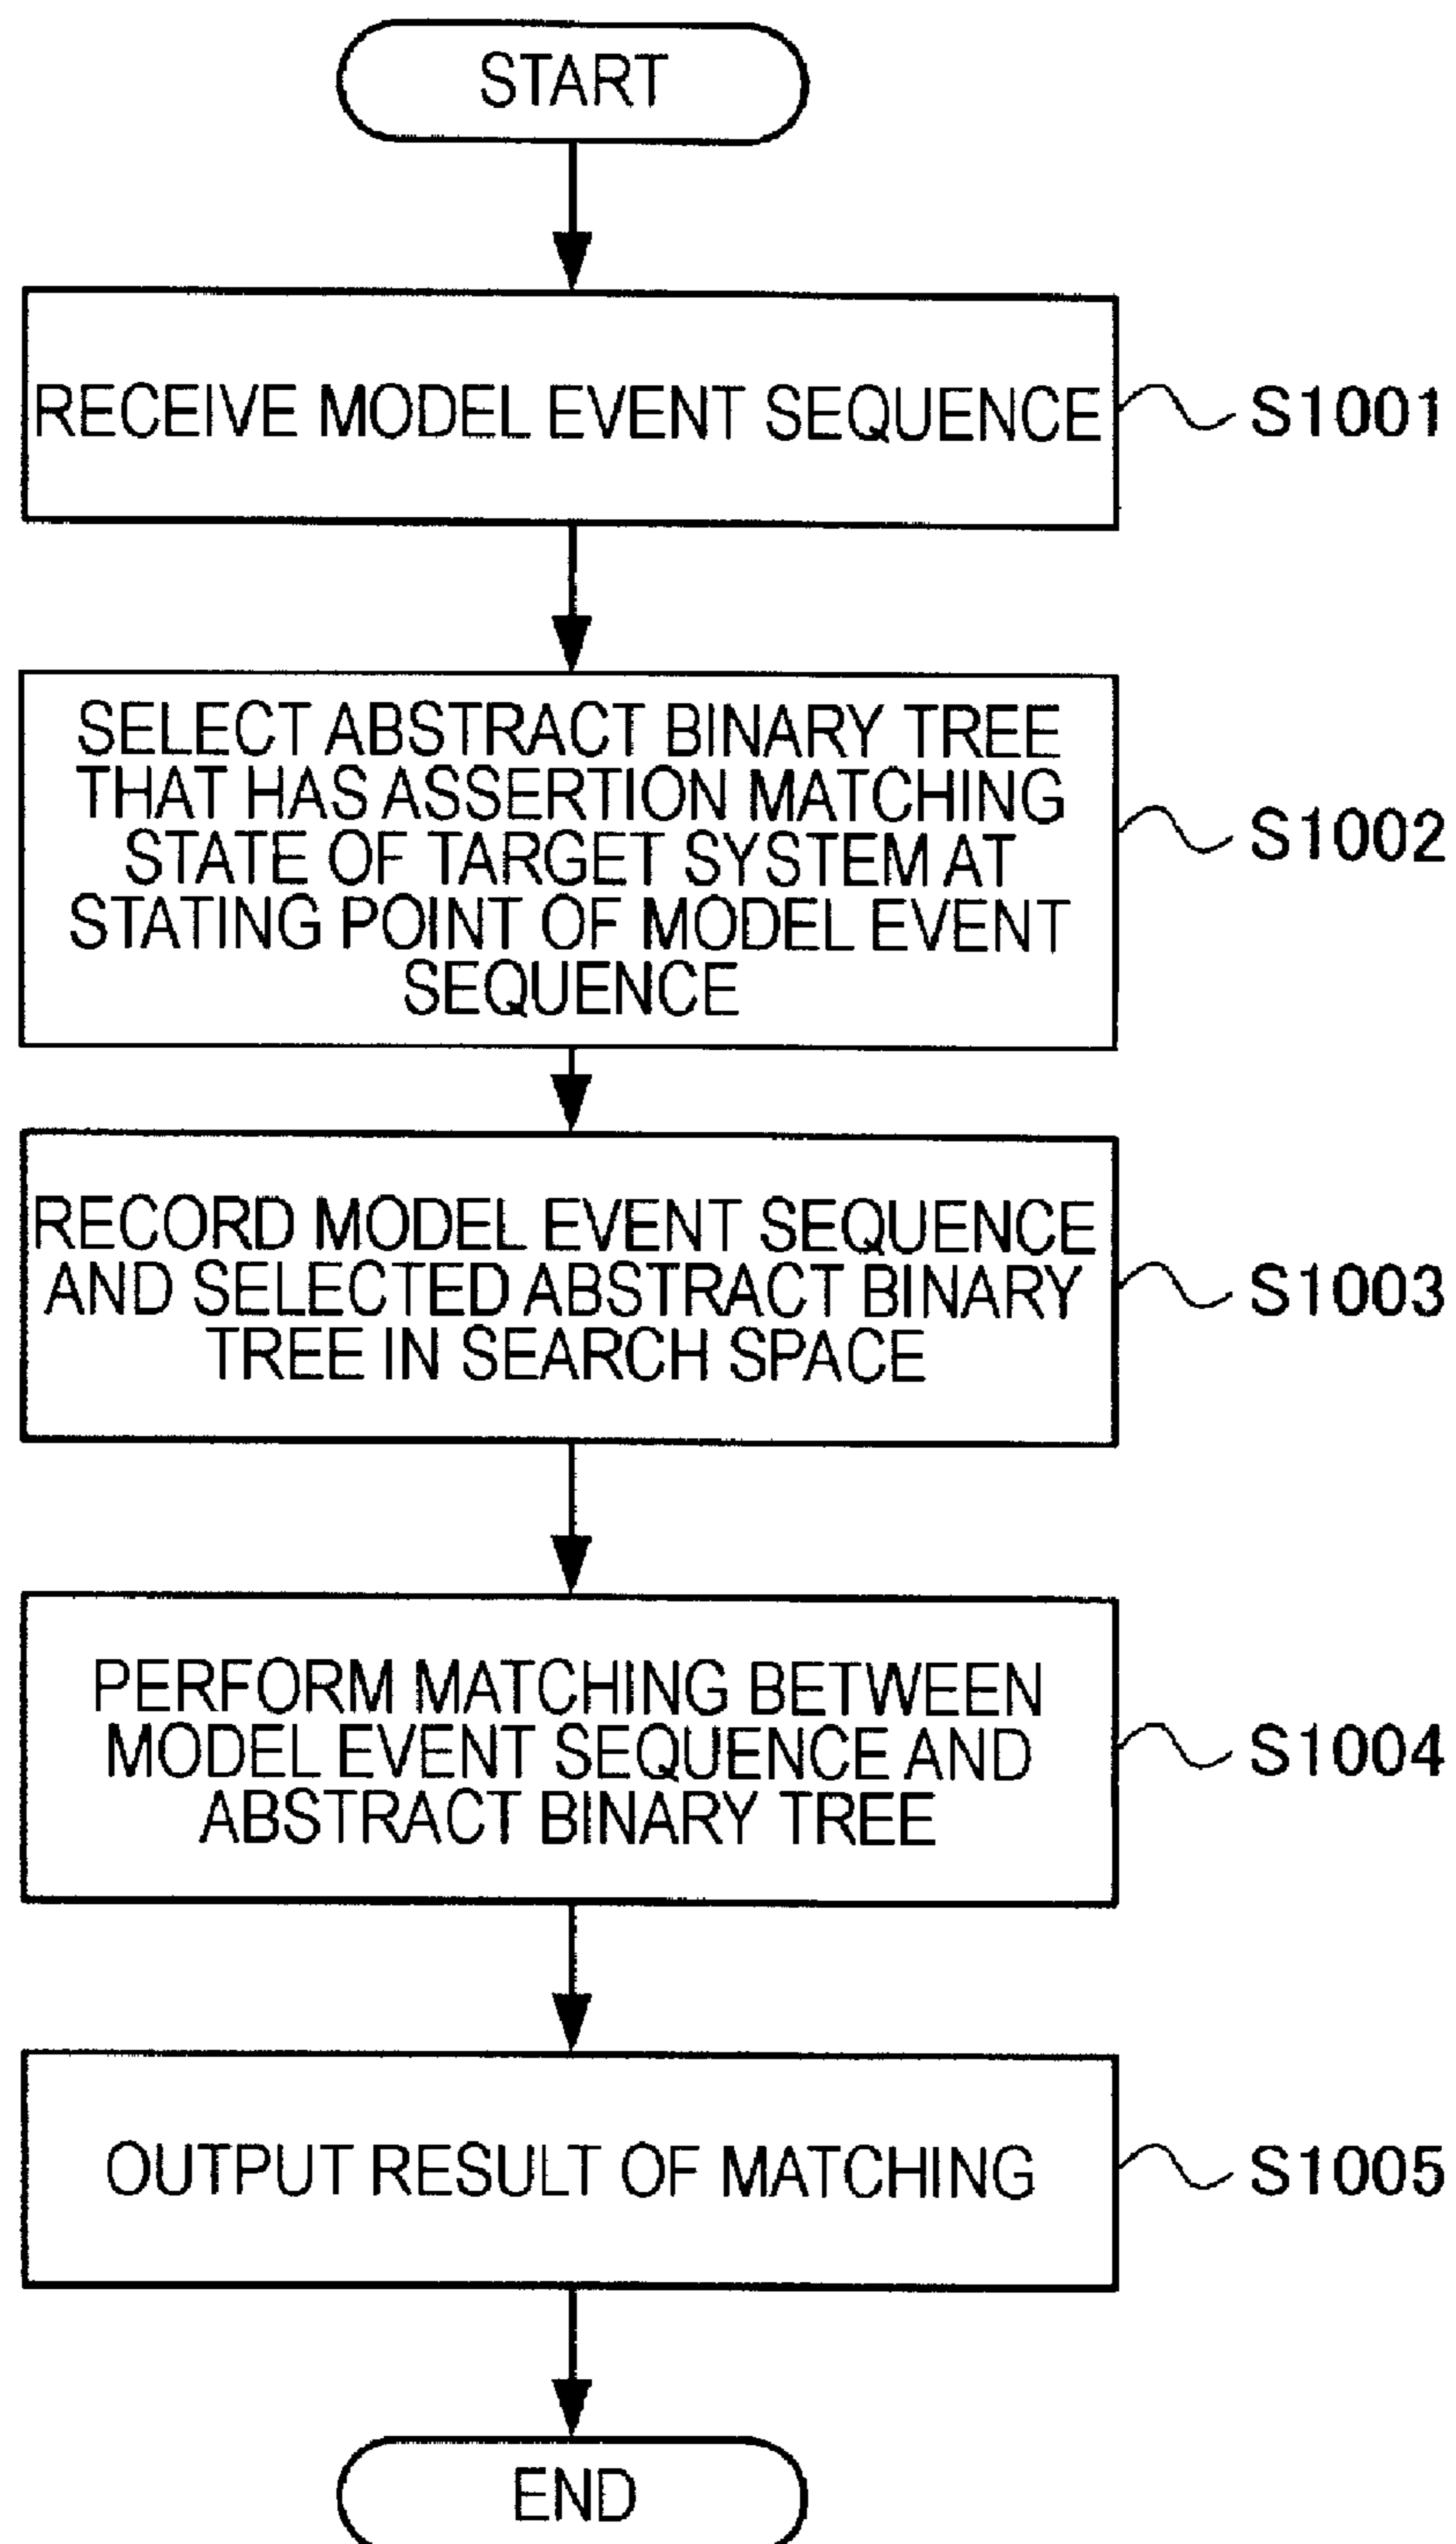 START
RECEIVE MODEL EVENT SEQUENCE
S1001
SELECT ABSTRACT BINARY TREE
THAT HAS ASSERTION MATCHING
STATE OF TARGET SYSTEM AT
STATING POINT OF MODEL EVENT
SEQUENCE
S1002
RECORD MODEL EVENT SEQUENCE
AND SELECTED ABSTRACT BINARY
TREE IN SEARCH SPACE
S1003
PERFORM MATCHING BETWEEN
MODEL EVENT SEQUENCE AND
ABSTRACT BINARY TREE
S1004
OUTPUT RESULT OF MATCHING
S1005
END